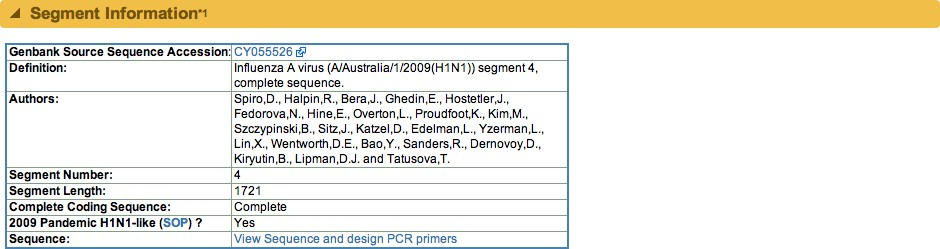 Segment Information*1
Genbank Source Sequence Accession: CY055526
Definition: Influenza A virus (A/Australia/1/2009(H1N1)) segment 4,
complete sequence.
Authors: Spiro,D., Halpin,R., Bera,J., Ghedin,E., Hostetler,J.,
Fedorova,N., Hine,E., Overton,L., Proudfoot,K., Kim,M.,
Szczypinski,B., Sitz,J., Katzel,D., Edelman,L., Yzerman,L.,
Lin,X., Wentworth,D.E., Bao,Y., Sanders,R., Dernovoy,D.,
Kiryutin,B., Lipman,D.J. and Tatusova,T.
Segment Number: 4
Segment Length: 1721
Complete Coding Sequence: Complete
2009 Pandemic H1N1-like (SOP) ? Yes
Sequence: View Sequence and design PCR primers